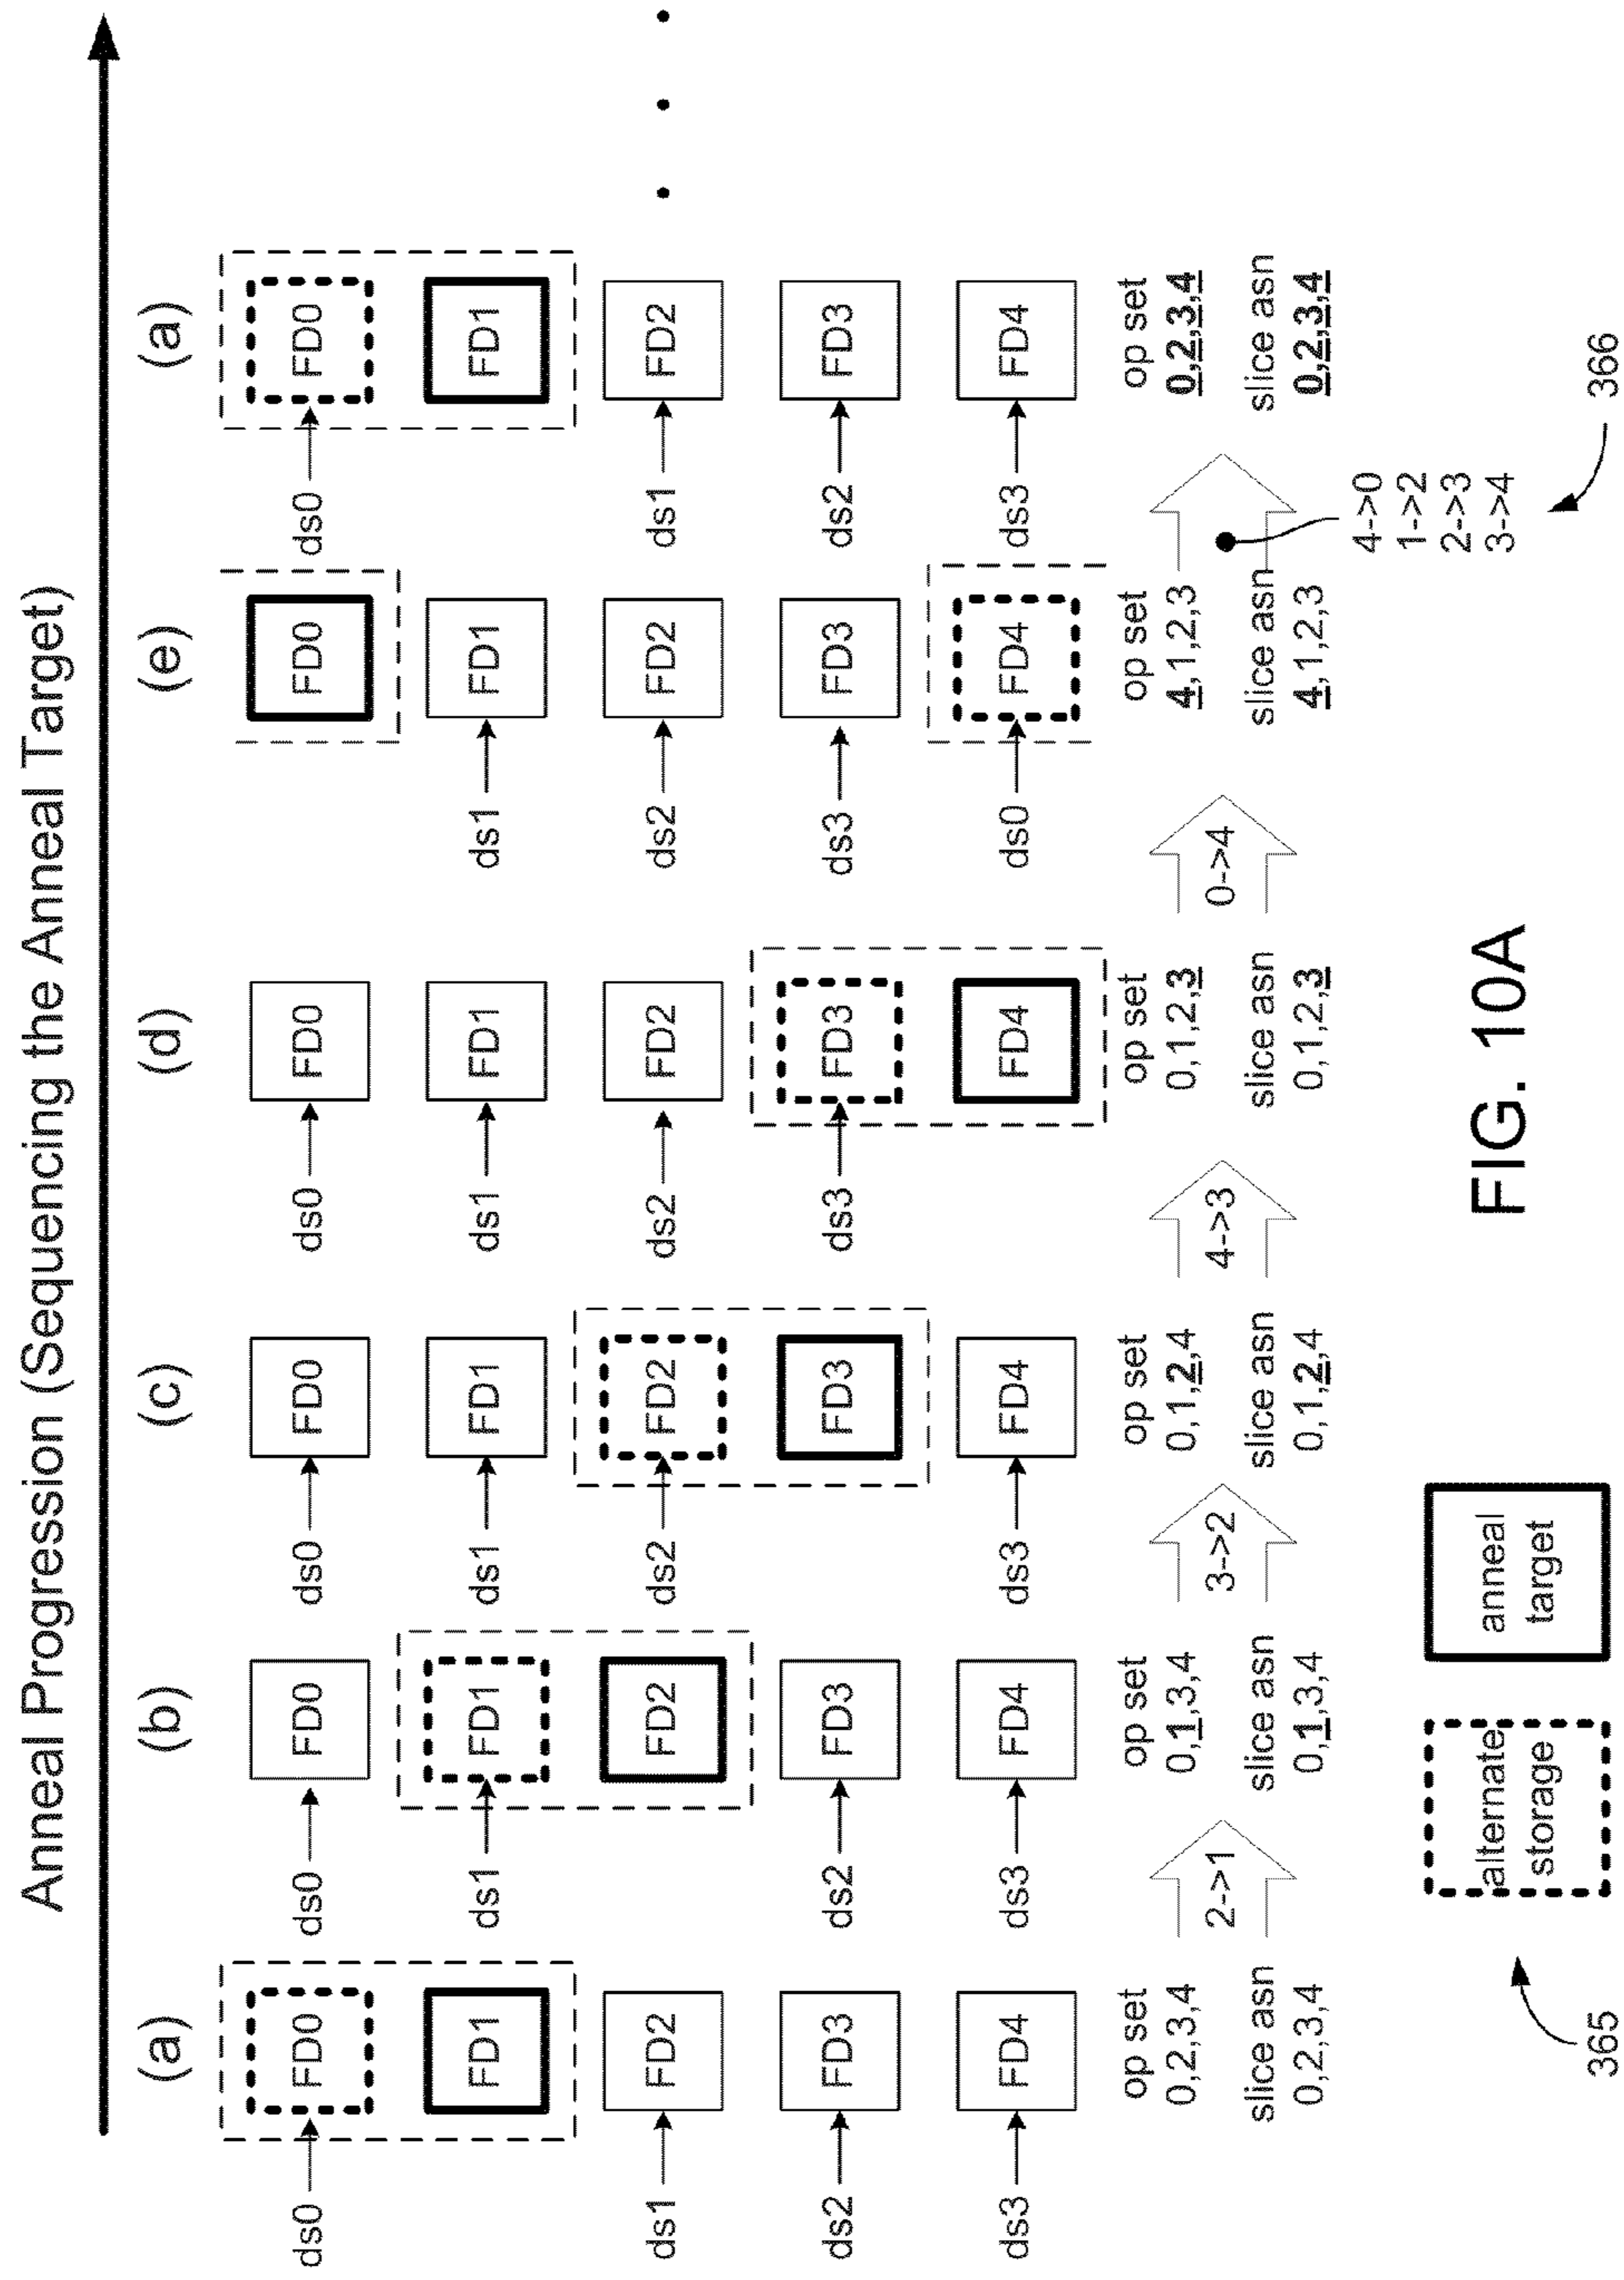 Anneal Progression (Sequencing the Anneal Target)
(a)
(b)
(c)
(d)
(e)
(a)
ds0
FD0
FD1
ds1
FD2
ds2
FD3
ds3
FD4
op set
0,2,3,4
slice asn
0,2,3,4
2->1
ds0
FD0
ds1
FD1
FD2
ds2
FD3
ds3
FD4
op set
0,1,3,4
slice asn
0,1,3,4
3->2
ds0
FD0
ds1
FD1
ds2
FD2
FD3
ds3
FD4
op set
0,1,2,4
slice asn
0,1,2,4
4->3
ds0
FD0
ds1
FD1
ds2
FD2
ds3
FD3
FD4
op set
0,1,2,3
slice asn
0,1,2,3
0->4
FD0
ds1
FD1
ds2
FD2
ds3
FD3
ds0
FD4
op set
4,1,2,3
slice asn
4,1,2,3
4->0
1->2
2->3
3->4
366
ds0
FD0
FD1
ds1
FD2
ds2
FD3
ds3
FD4
op set
0,2,3,4
slice asn
0,2,3,4
365
alternate
storage
anneal
target
FIG. 10A